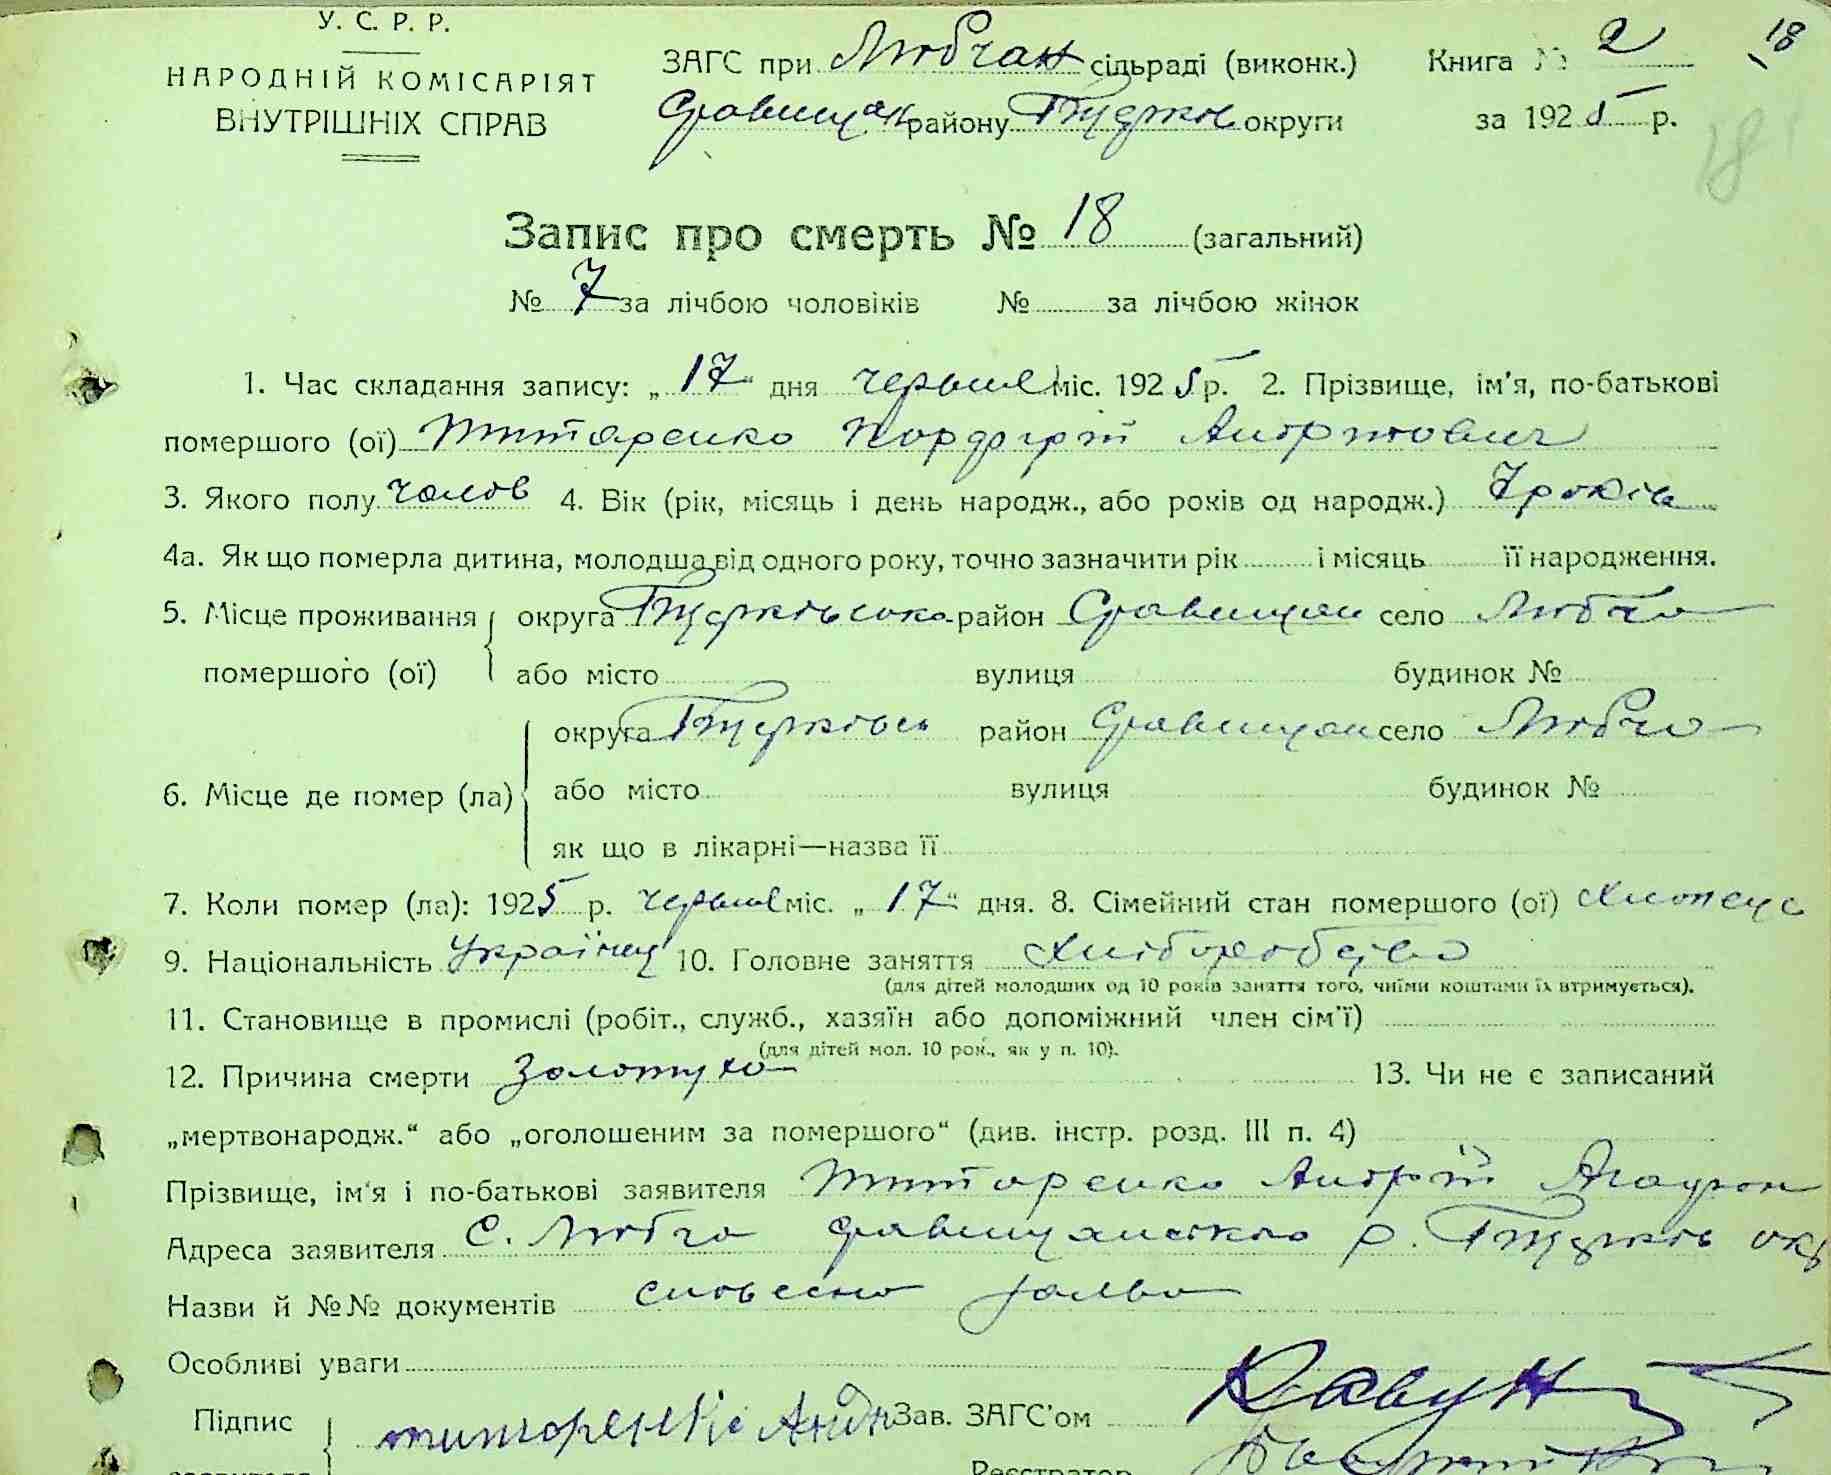 18
У. С. Р. Р.
НАРОДНІЙ КОМІСАРІЯТ
ВНУТРІШНІХ СПРАВ
ЗАГС при Любчан сільраді (виконк.) Книга № 2
району округи за 1925 р.
18
Запис про смерть № 18 (загальний)
№ 7 за лічбою чоловіків № за лічбою жінок
1. Час складання запису: „ 17 “ дня червня міс. 1925 р. 2. Прізвище, ім'я, по-батькові
помершого (ої) Титаренко Порфирій Андрійович
3. Якого полу чолов 4. Вік (рік, місяць і день народж., або років од народж.) 7 років
4а. Як що померла дитина, молодша від одного року, точно зазначити рік і місяць її народження.
5. Місце проживання округа район село Любча
помершого (ої) або місто вулиця будинок №
округа район село Любча
6. Місце де помер (ла) або місто вулиця будинок №
як що в лікарні—назва її
7. Коли помер (ла): 1925 р. червня міс. „ 17 “ дня. 8. Сімейний стан помершого (ої) хлопець
9. Національність Українець 10. Головне заняття Хліборобство
(для дітей молодших од 10 років заняття того, чиїми коштами їх втримується).
11. Становище в промислі (робіт., служб., хазяїн або допоміжний член сім'ї)
(для дітей мол. 10 рок., як у п. 10).
12. Причина смерти Золотуха 13. Чи не є записаний
„мертвонародж.“ або „оголошеним за помершого“ (див. інстр. розд. III п. 4)
Прізвище, ім'я і по-батькові заявителя Титаренко Андрій
Адреса заявителя с. Любча р. окр
Назви й №№ документів словесна заява
Особливі уваги
Підпис Титаренко Андр Зав. ЗАГС'ом Кавун
заявителя Реєстратор